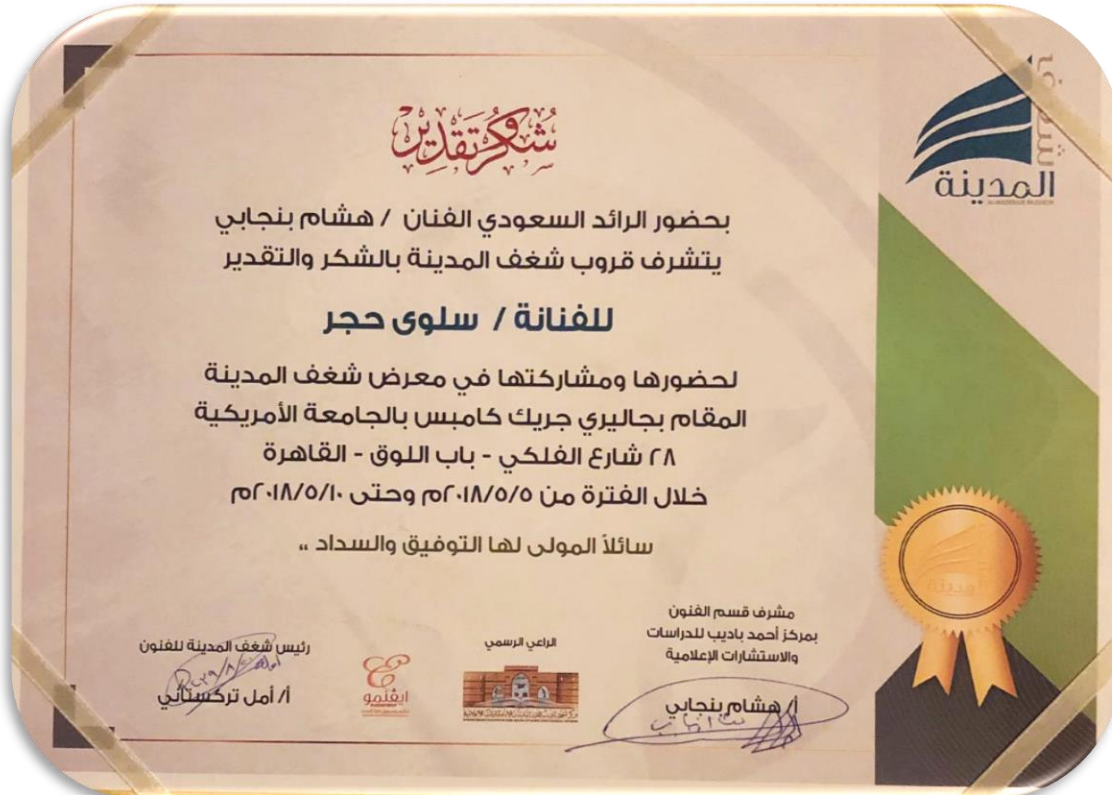 شغف
المدينة
شكر وتقدير
بحضور الرائد السعودي الفنان / هشام بنجابي
يتشرف قروب شغف المدينة بالشكر والتقدير
للفنانة / سلوى حجر
لحضورها ومشاركتها في معرض شغف المدينة
المقام بجاليري جريك كامبس بالجامعة الأمريكية
٢٨ شارع الفلكي - باب اللوق - القاهرة
خلال الفترة من ٢٠١٨/٥/٥م وحتى ٢٠١٨/٥/١٠م
سائلاً المولى لها التوفيق والسداد ،،
مشرف قسم الفنون
بمركز أحمد باديب للدراسات
والاستشارات الإعلامية
أ/ هشام بنجابي
الراعي الرسمي
ايفنمو
رئيس شغف المدينة للفنون
أ/ أمل تركستاني